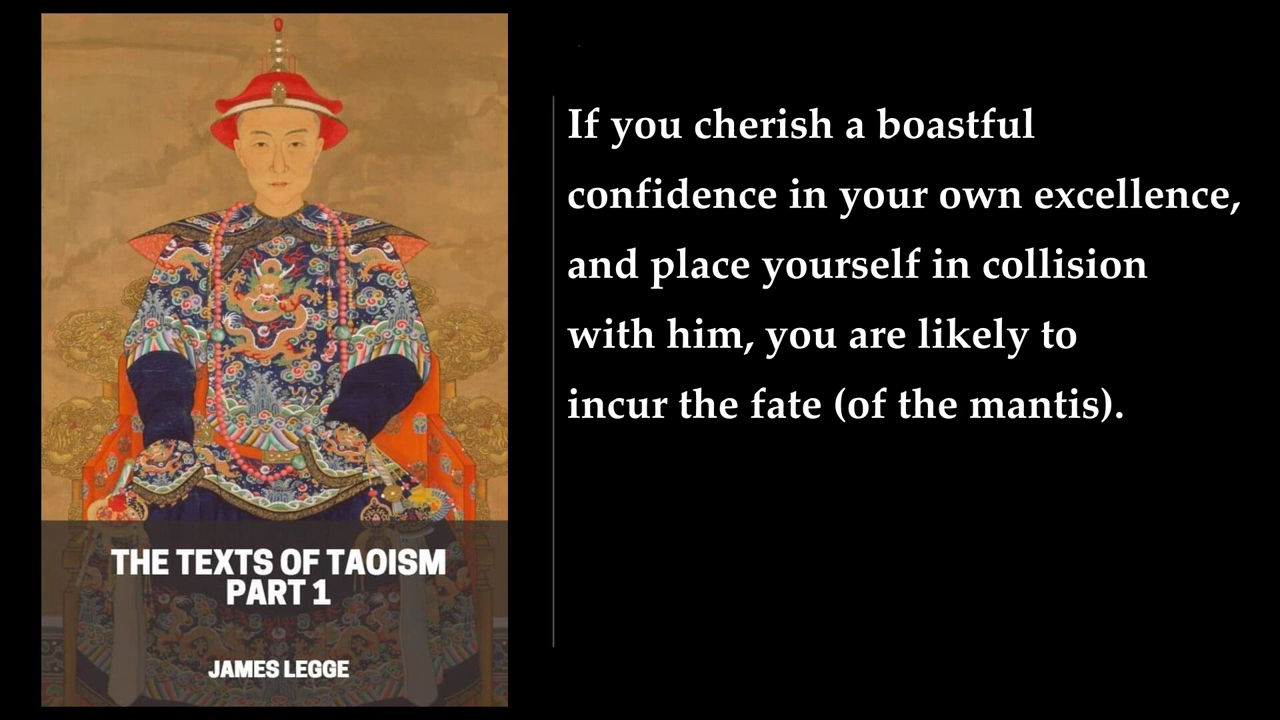 THE TEXTS OF TAOISM
PART 1
JAMES LEGGE
If you cherish a boastful
confidence in your own excellence,
and place yourself in collision
with him, you are likely to
incur the fate (of the mantis).